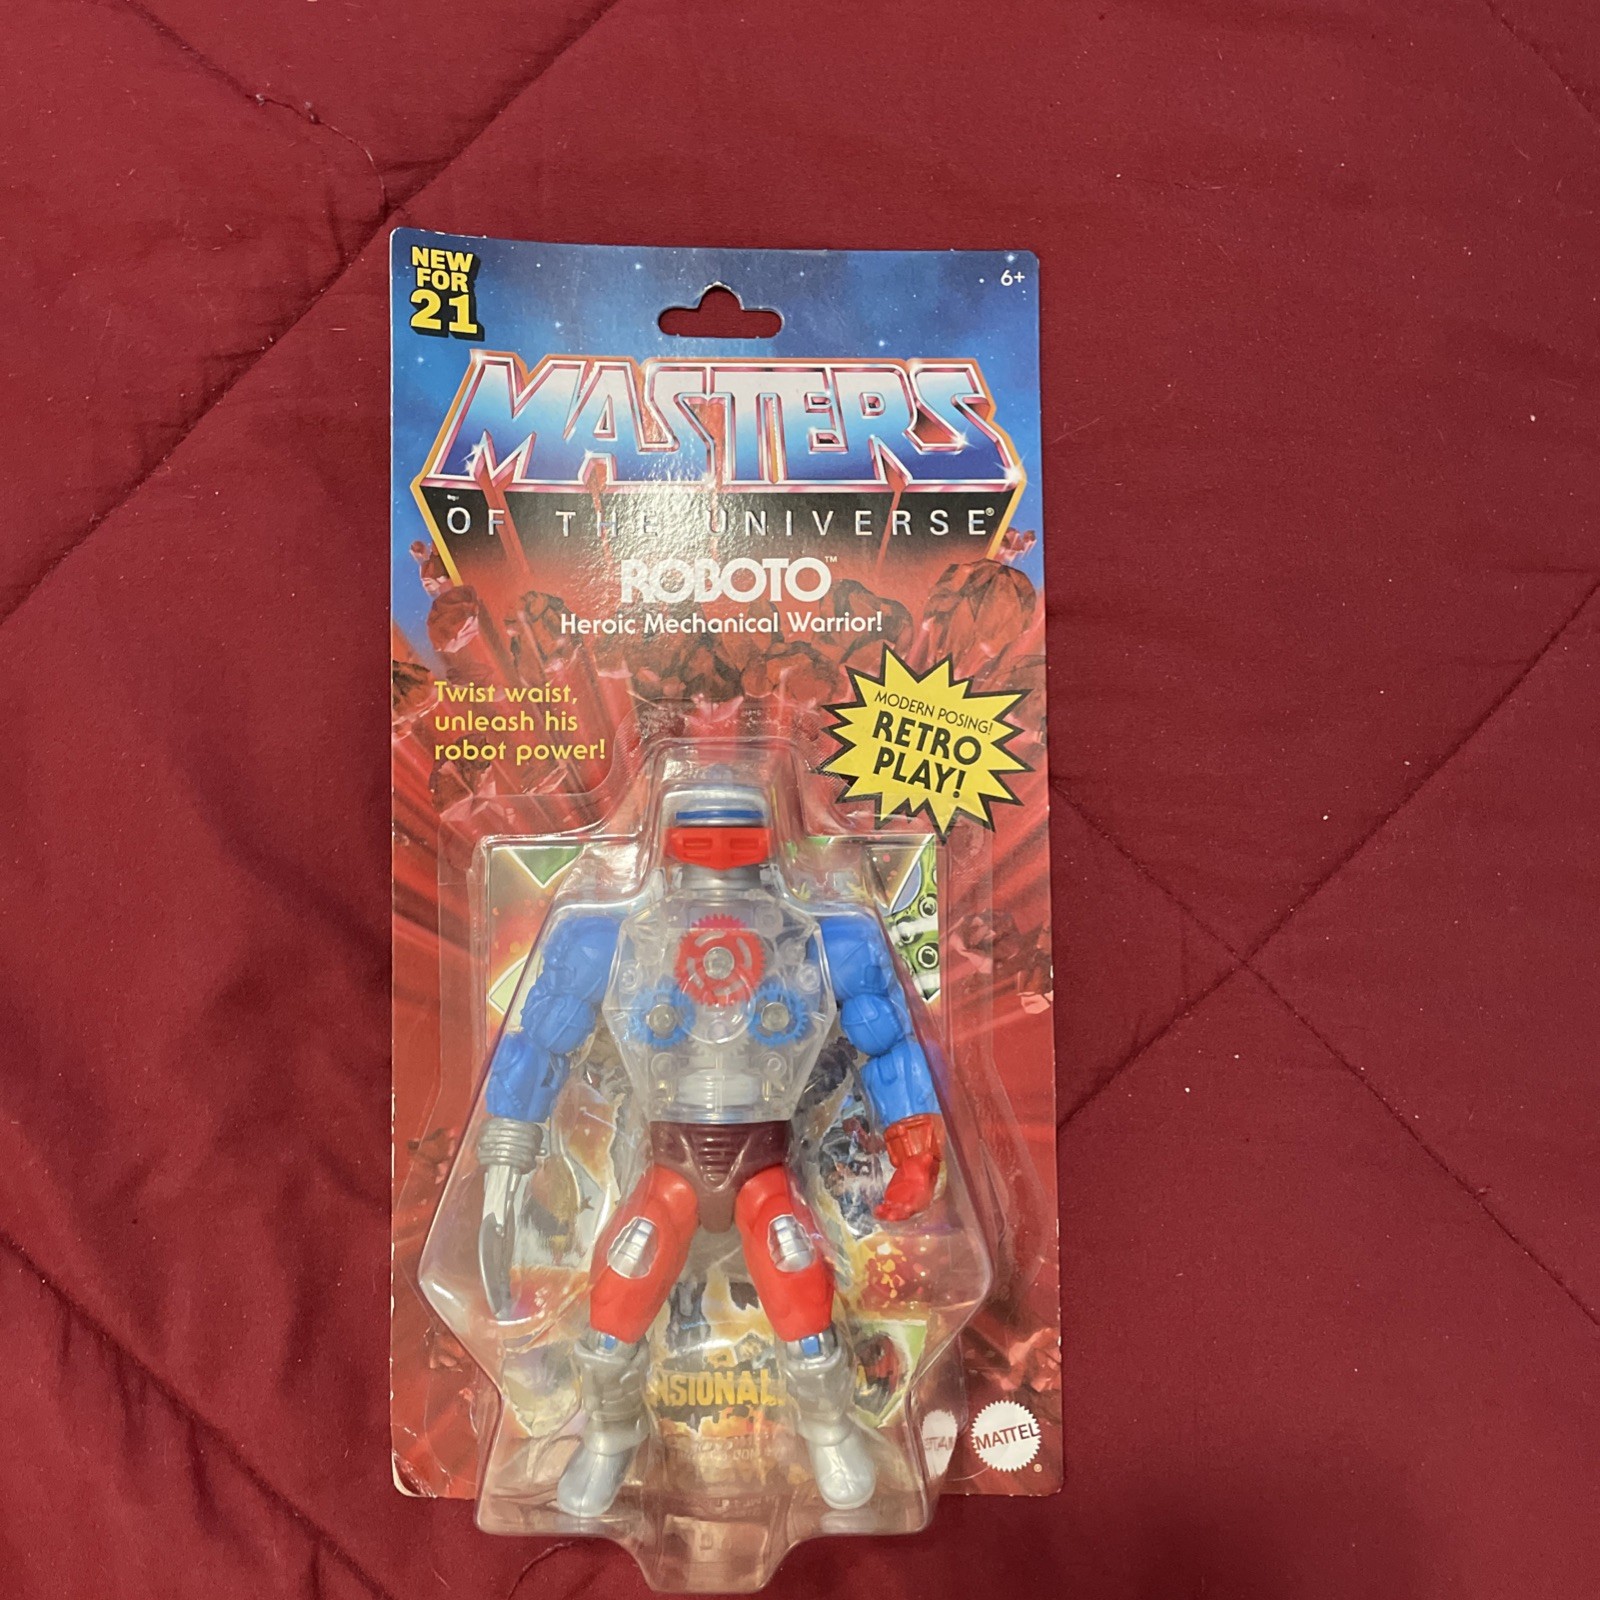 NEW
FOR
21
6+
MASTERS
OF THE UNIVERSE®
ROBOTO™
Heroic Mechanical Warrior!
Twist waist,
unleash his
robot power!
MODERN POSING!
RETRO
PLAY!
MATTEL
®